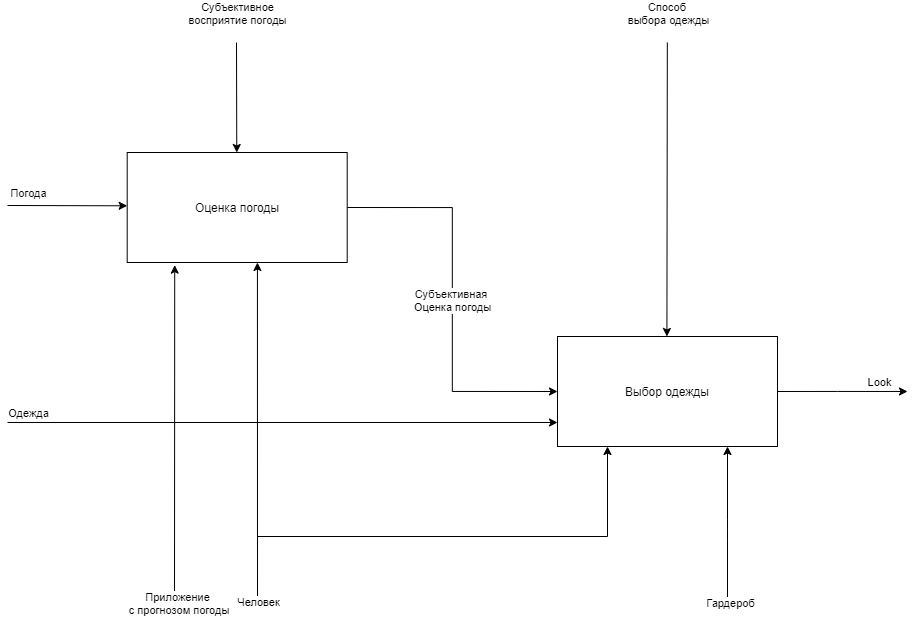 Субъективное
восприятие погоды
Способ
выбора одежды
Погода
Оценка погоды
Субъективная
Оценка погоды
Look
Выбор одежды
Одежда
Приложение
с прогнозом погоды
Человек
Гардероб